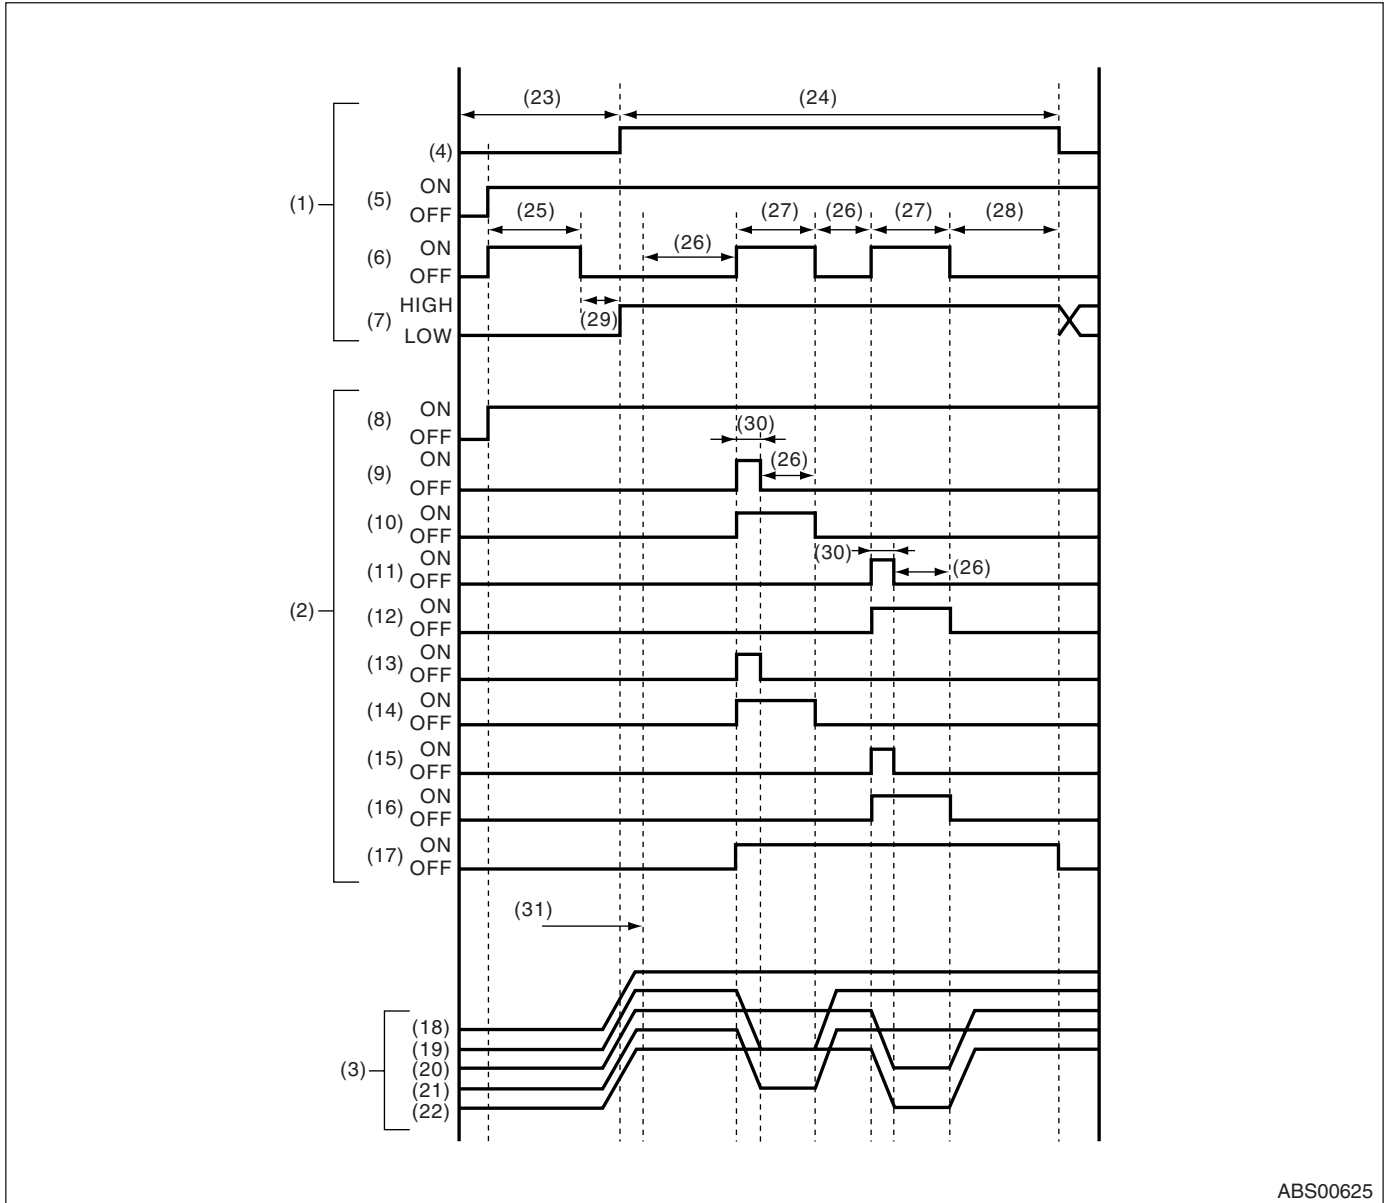 (23) (24)
(4)
(1)
(5) ON
OFF
(25) (27) (26) (27) (28)
(6) ON
OFF
(26)
(7) HIGH
LOW
(29)
(2)
(8) ON
OFF
(30)
(9) ON
OFF
(26)
(10) ON
OFF
(30)
(11) ON
OFF
(26)
(12) ON
OFF
(13) ON
OFF
(14) ON
OFF
(15) ON
OFF
(16) ON
OFF
(17) ON
OFF
(31)
(3)
(18)
(19)
(20)
(21)
(22)
ABS00625